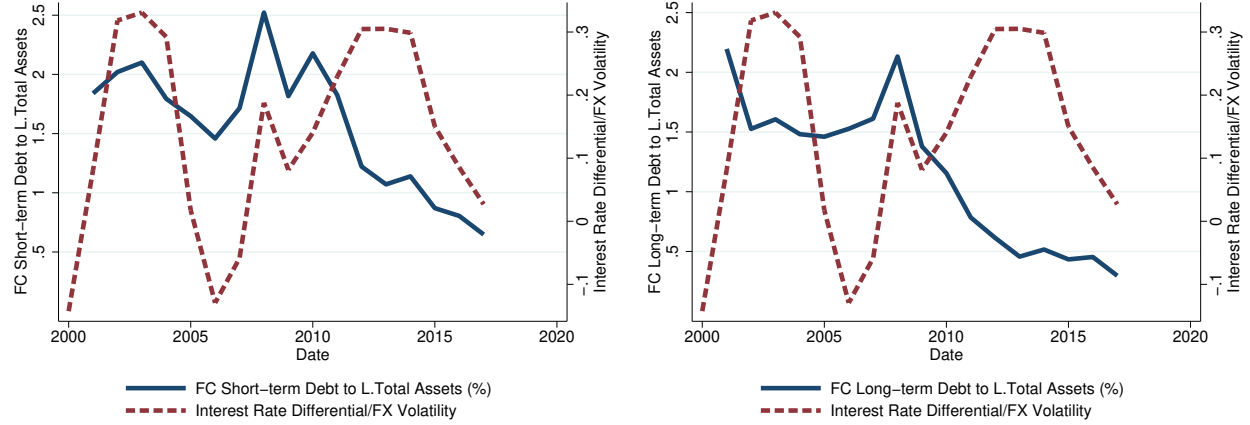 FC Short−term Debt to L.Total Assets
.5
1
1.5
2
2.5
−.1
0
.1
.2
.3
Interest Rate Differential/FX Volatility
2000 2005 2010 2015 2020
Date
FC Short−term Debt to L.Total Assets (%)
Interest Rate Differential/FX Volatility
FC Long−term Debt to L.Total Assets
.5
1
1.5
2
2.5
−.1
0
.1
.2
.3
Interest Rate Differential/FX Volatility
2000 2005 2010 2015 2020
Date
FC Long−term Debt to L.Total Assets (%)
Interest Rate Differential/FX Volatility